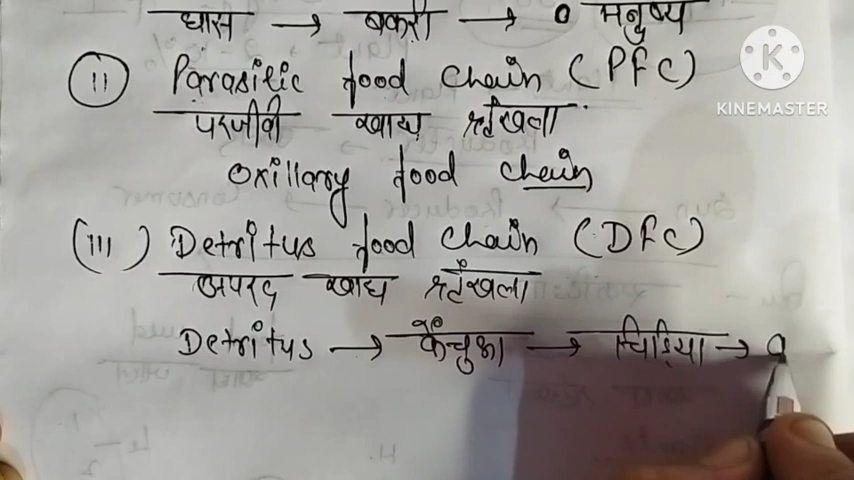 घास → बकरी → मनुष्य
(II) Parasitic food chain (PFC)
परजीवी खाद्य श्रृंखला
Oxillary food chain
(III) Detritus food chain (DFC)
अपरद खाद्य श्रृंखला
Detritus → केंचुआ → चिड़िया →
KINEMASTER